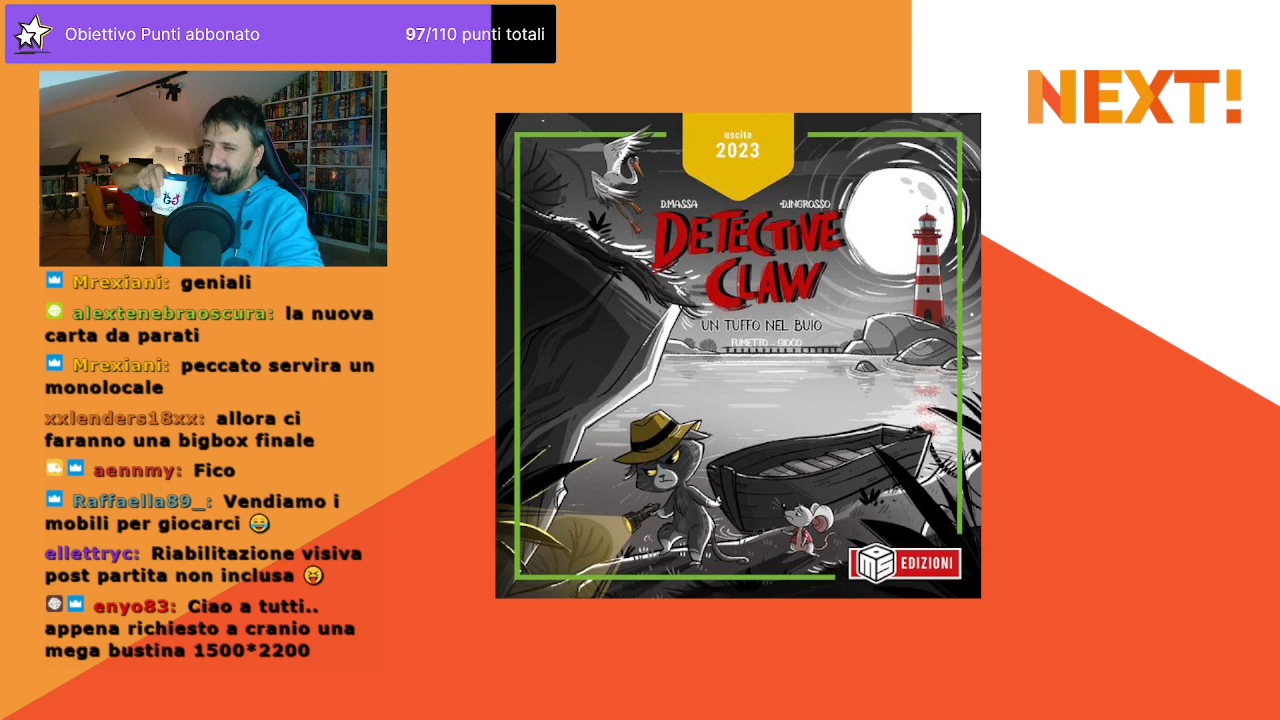 Obiettivo Punti abbonato
97/110 punti totali
NEXT!
uscita
2023
D.MASSA
D.INGROSSO
DETECTIVE
CLAW
UN TUFFO NEL BUIO
FUMETTO - GIOCO
MS
EDIZIONI
Mrexiani: geniali
alextenebraoscura: la nuova
carta da parati
Mrexiani: peccato servira un
monolocale
xxlenders18xx: allora ci
faranno una bigbox finale
aennmy: Fico
Raffaella89_: Vendiamo i
mobili per giocarci 😂
ellettryc: Riabilitazione visiva
post partita non inclusa 😝
enyo83: Ciao a tutti..
appena richiesto a cranio una
mega bustina 1500*2200